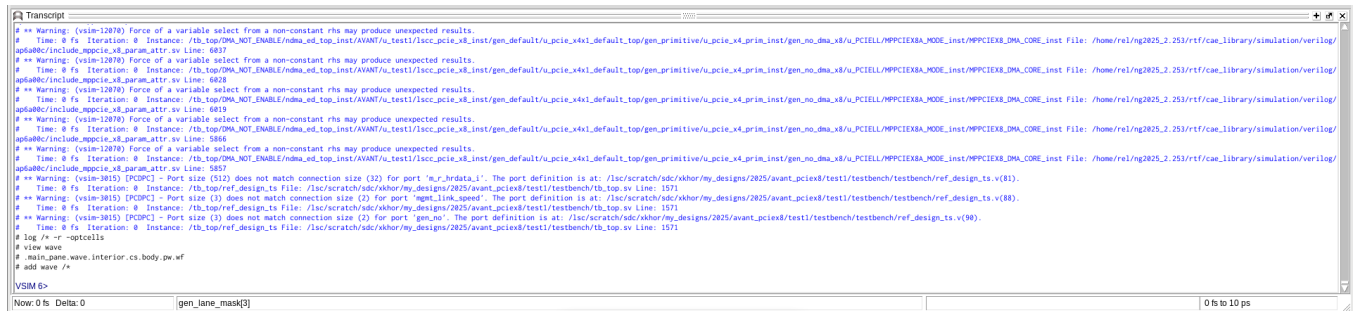 Transcript
# ** Warning: (vsim-12070) Force of a variable select from a non-constant rhs may produce unexpected results.
#    Time: 0 fs  Iteration: 0  Instance: /tb_top/DMA_NOT_ENABLE/ndma_ed_top_inst/AVANT/u_test1/lscc_pcie_x8_inst/gen_default/u_pcie_x4x1_default_top/gen_primitive/u_pcie_x4_prim_inst/gen_no_dma_x8/u_PCIELL/MPPCIEX8A_MODE_inst/MPPCIEX8_DMA_CORE_inst File: /home/rel/ng2025_2.253/rtf/cae_library/simulation/verilog/
ap6a00c/include_mppcie_x8_param_attr.sv Line: 6037
# ** Warning: (vsim-12070) Force of a variable select from a non-constant rhs may produce unexpected results.
#    Time: 0 fs  Iteration: 0  Instance: /tb_top/DMA_NOT_ENABLE/ndma_ed_top_inst/AVANT/u_test1/lscc_pcie_x8_inst/gen_default/u_pcie_x4x1_default_top/gen_primitive/u_pcie_x4_prim_inst/gen_no_dma_x8/u_PCIELL/MPPCIEX8A_MODE_inst/MPPCIEX8_DMA_CORE_inst File: /home/rel/ng2025_2.253/rtf/cae_library/simulation/verilog/
ap6a00c/include_mppcie_x8_param_attr.sv Line: 6028
# ** Warning: (vsim-12070) Force of a variable select from a non-constant rhs may produce unexpected results.
#    Time: 0 fs  Iteration: 0  Instance: /tb_top/DMA_NOT_ENABLE/ndma_ed_top_inst/AVANT/u_test1/lscc_pcie_x8_inst/gen_default/u_pcie_x4x1_default_top/gen_primitive/u_pcie_x4_prim_inst/gen_no_dma_x8/u_PCIELL/MPPCIEX8A_MODE_inst/MPPCIEX8_DMA_CORE_inst File: /home/rel/ng2025_2.253/rtf/cae_library/simulation/verilog/
ap6a00c/include_mppcie_x8_param_attr.sv Line: 6019
# ** Warning: (vsim-12070) Force of a variable select from a non-constant rhs may produce unexpected results.
#    Time: 0 fs  Iteration: 0  Instance: /tb_top/DMA_NOT_ENABLE/ndma_ed_top_inst/AVANT/u_test1/lscc_pcie_x8_inst/gen_default/u_pcie_x4x1_default_top/gen_primitive/u_pcie_x4_prim_inst/gen_no_dma_x8/u_PCIELL/MPPCIEX8A_MODE_inst/MPPCIEX8_DMA_CORE_inst File: /home/rel/ng2025_2.253/rtf/cae_library/simulation/verilog/
ap6a00c/include_mppcie_x8_param_attr.sv Line: 5866
# ** Warning: (vsim-12070) Force of a variable select from a non-constant rhs may produce unexpected results.
#    Time: 0 fs  Iteration: 0  Instance: /tb_top/DMA_NOT_ENABLE/ndma_ed_top_inst/AVANT/u_test1/lscc_pcie_x8_inst/gen_default/u_pcie_x4x1_default_top/gen_primitive/u_pcie_x4_prim_inst/gen_no_dma_x8/u_PCIELL/MPPCIEX8A_MODE_inst/MPPCIEX8_DMA_CORE_inst File: /home/rel/ng2025_2.253/rtf/cae_library/simulation/verilog/
ap6a00c/include_mppcie_x8_param_attr.sv Line: 5857
# ** Warning: (vsim-3015) [PCDPC] - Port size (512) does not match connection size (32) for port 'm_r_hrdata_i'. The port definition is at: /lsc/scratch/sdc/xkhor/my_designs/2025/avant_pciex8/test1/testbench/testbench/ref_design_ts.v(81).
#    Time: 0 fs  Iteration: 0  Instance: /tb_top/ref_design_ts File: /lsc/scratch/sdc/xkhor/my_designs/2025/avant_pciex8/test1/testbench/tb_top.sv Line: 1571
# ** Warning: (vsim-3015) [PCDPC] - Port size (3) does not match connection size (2) for port 'mgmt_link_speed'. The port definition is at: /lsc/scratch/sdc/xkhor/my_designs/2025/avant_pciex8/test1/testbench/testbench/ref_design_ts.v(88).
#    Time: 0 fs  Iteration: 0  Instance: /tb_top/ref_design_ts File: /lsc/scratch/sdc/xkhor/my_designs/2025/avant_pciex8/test1/testbench/tb_top.sv Line: 1571
# ** Warning: (vsim-3015) [PCDPC] - Port size (3) does not match connection size (2) for port 'gen_no'. The port definition is at: /lsc/scratch/sdc/xkhor/my_designs/2025/avant_pciex8/test1/testbench/testbench/ref_design_ts.v(90).
#    Time: 0 fs  Iteration: 0  Instance: /tb_top/ref_design_ts File: /lsc/scratch/sdc/xkhor/my_designs/2025/avant_pciex8/test1/testbench/tb_top.sv Line: 1571
# log /* -r -optcells
# view wave
# .main_pane.wave.interior.cs.body.pw.wf
# add wave /*
VSIM 6>
Now: 0 fs  Delta: 0
gen_lane_mask[3]
0 fs to 10 ps